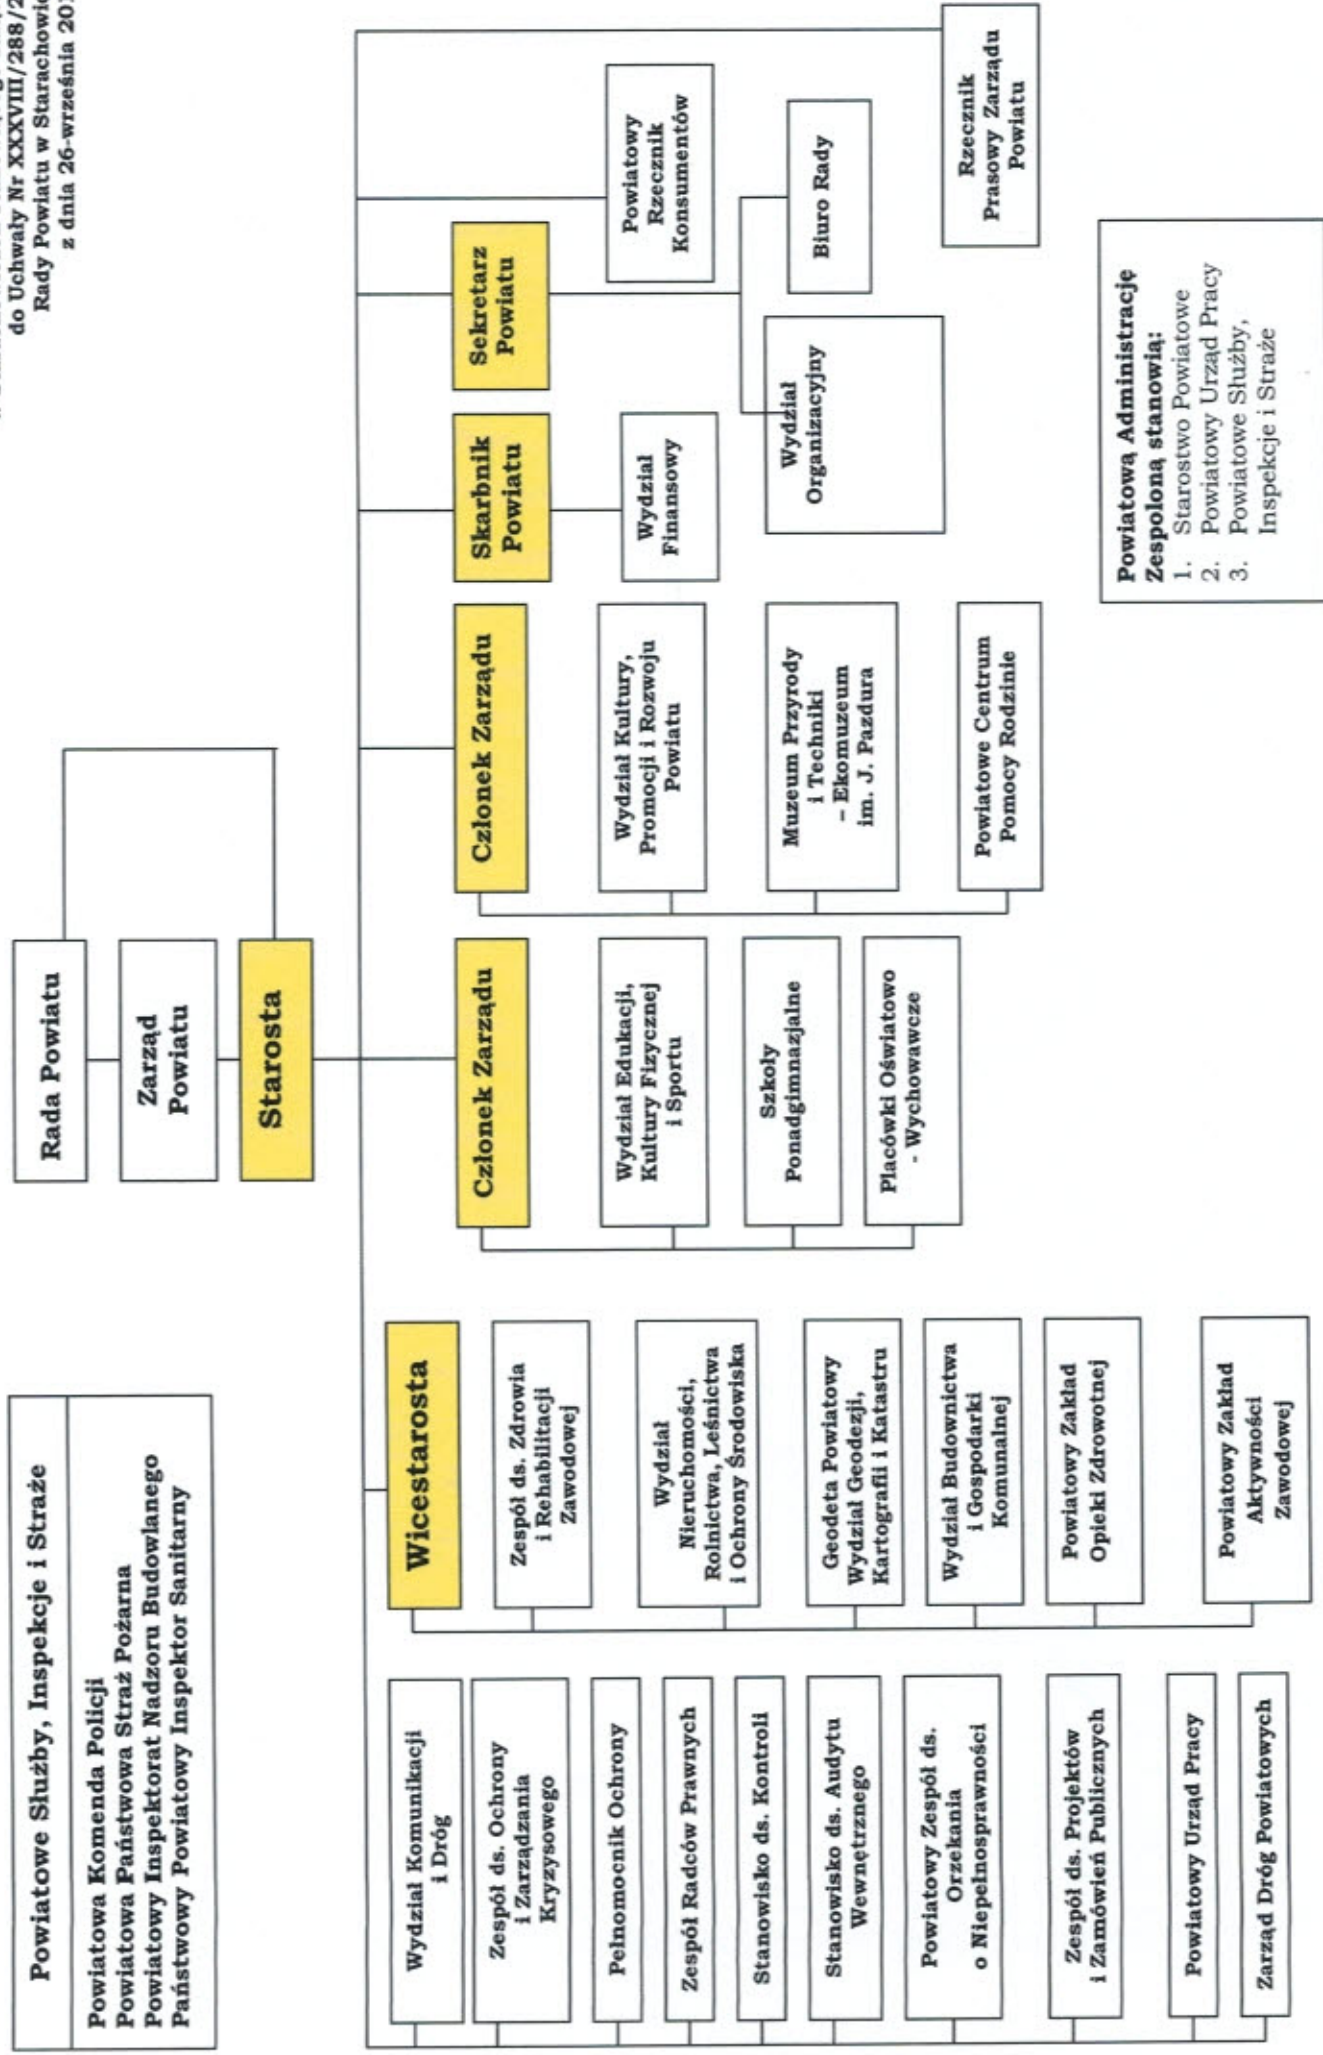 do Uchwały Nr XXXVIII/288/2
Rady Powiatu w Starachowic
z dnia 26-września 20
Powiatowe Służby, Inspekcje i Straże
Powiatowa Komenda Policji
Powiatowa Państwowa Straż Pożarna
Powiatowy Inspektorat Nadzoru Budowlanego
Państwowy Powiatowy Inspektor Sanitarny
Rada Powiatu
Zarząd
Powiatu
Starosta
Wydział Komunikacji
i Dróg
Zespół ds. Ochrony
i Zarządzania
Kryzysowego
Pełnomocnik Ochrony
Zespół Radców Prawnych
Stanowisko ds. Kontroli
Stanowisko ds. Audytu
Wewnętrznego
Powiatowy Zespół ds.
Orzekania
o Niepełnosprawności
Zespół ds. Projektów
i Zamówień Publicznych
Powiatowy Urząd Pracy
Zarząd Dróg Powiatowych
Wicestarosta
Zespół ds. Zdrowia
i Rehabilitacji
Zawodowej
Wydział
Nieruchomości,
Rolnictwa, Leśnictwa
i Ochrony Środowiska
Geodeta Powiatowy
Wydział Geodezji,
Kartografii i Katastru
Wydział Budownictwa
i Gospodarki
Komunalnej
Powiatowy Zakład
Opieki Zdrowotnej
Powiatowy Zakład
Aktywności
Zawodowej
Członek Zarządu
Wydział Edukacji,
Kultury Fizycznej
i Sportu
Szkoły
Ponadgimnazjalne
Placówki Oświatowo
- Wychowawcze
Członek Zarządu
Wydział Kultury,
Promocji i Rozwoju
Powiatu
Muzeum Przyrody
i Techniki
– Ekomuzeum
im. J. Pazdura
Powiatowe Centrum
Pomocy Rodzinie
Skarbnik
Powiatu
Wydział
Finansowy
Sekretarz
Powiatu
Wydział
Organizacyjny
Biuro Rady
Powiatowy
Rzecznik
Konsumentów
Rzecznik
Prasowy Zarządu
Powiatu
Powiatową Administrację
Zespoloną stanowią:
1. Starostwo Powiatowe
2. Powiatowy Urząd Pracy
3. Powiatowe Służby,
Inspekcje i Straże